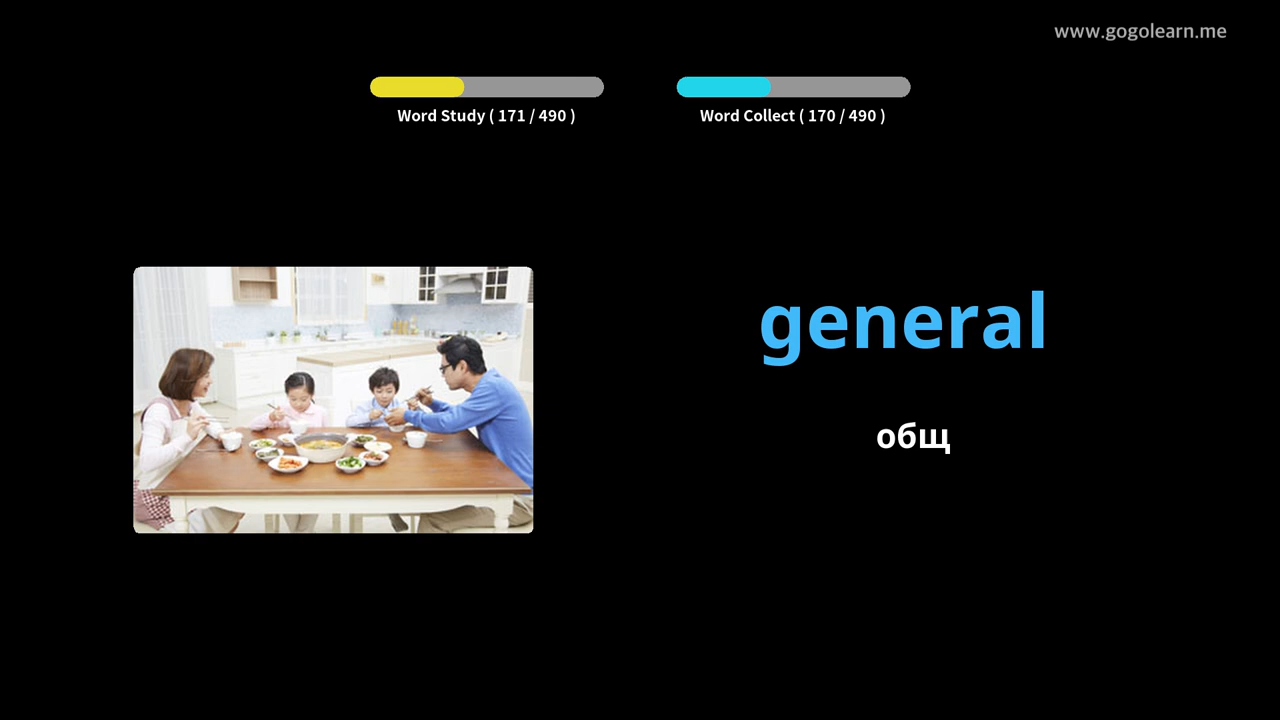 www.gogolearn.me
Word Study ( 171 / 490 )
Word Collect ( 170 / 490 )
general
общ